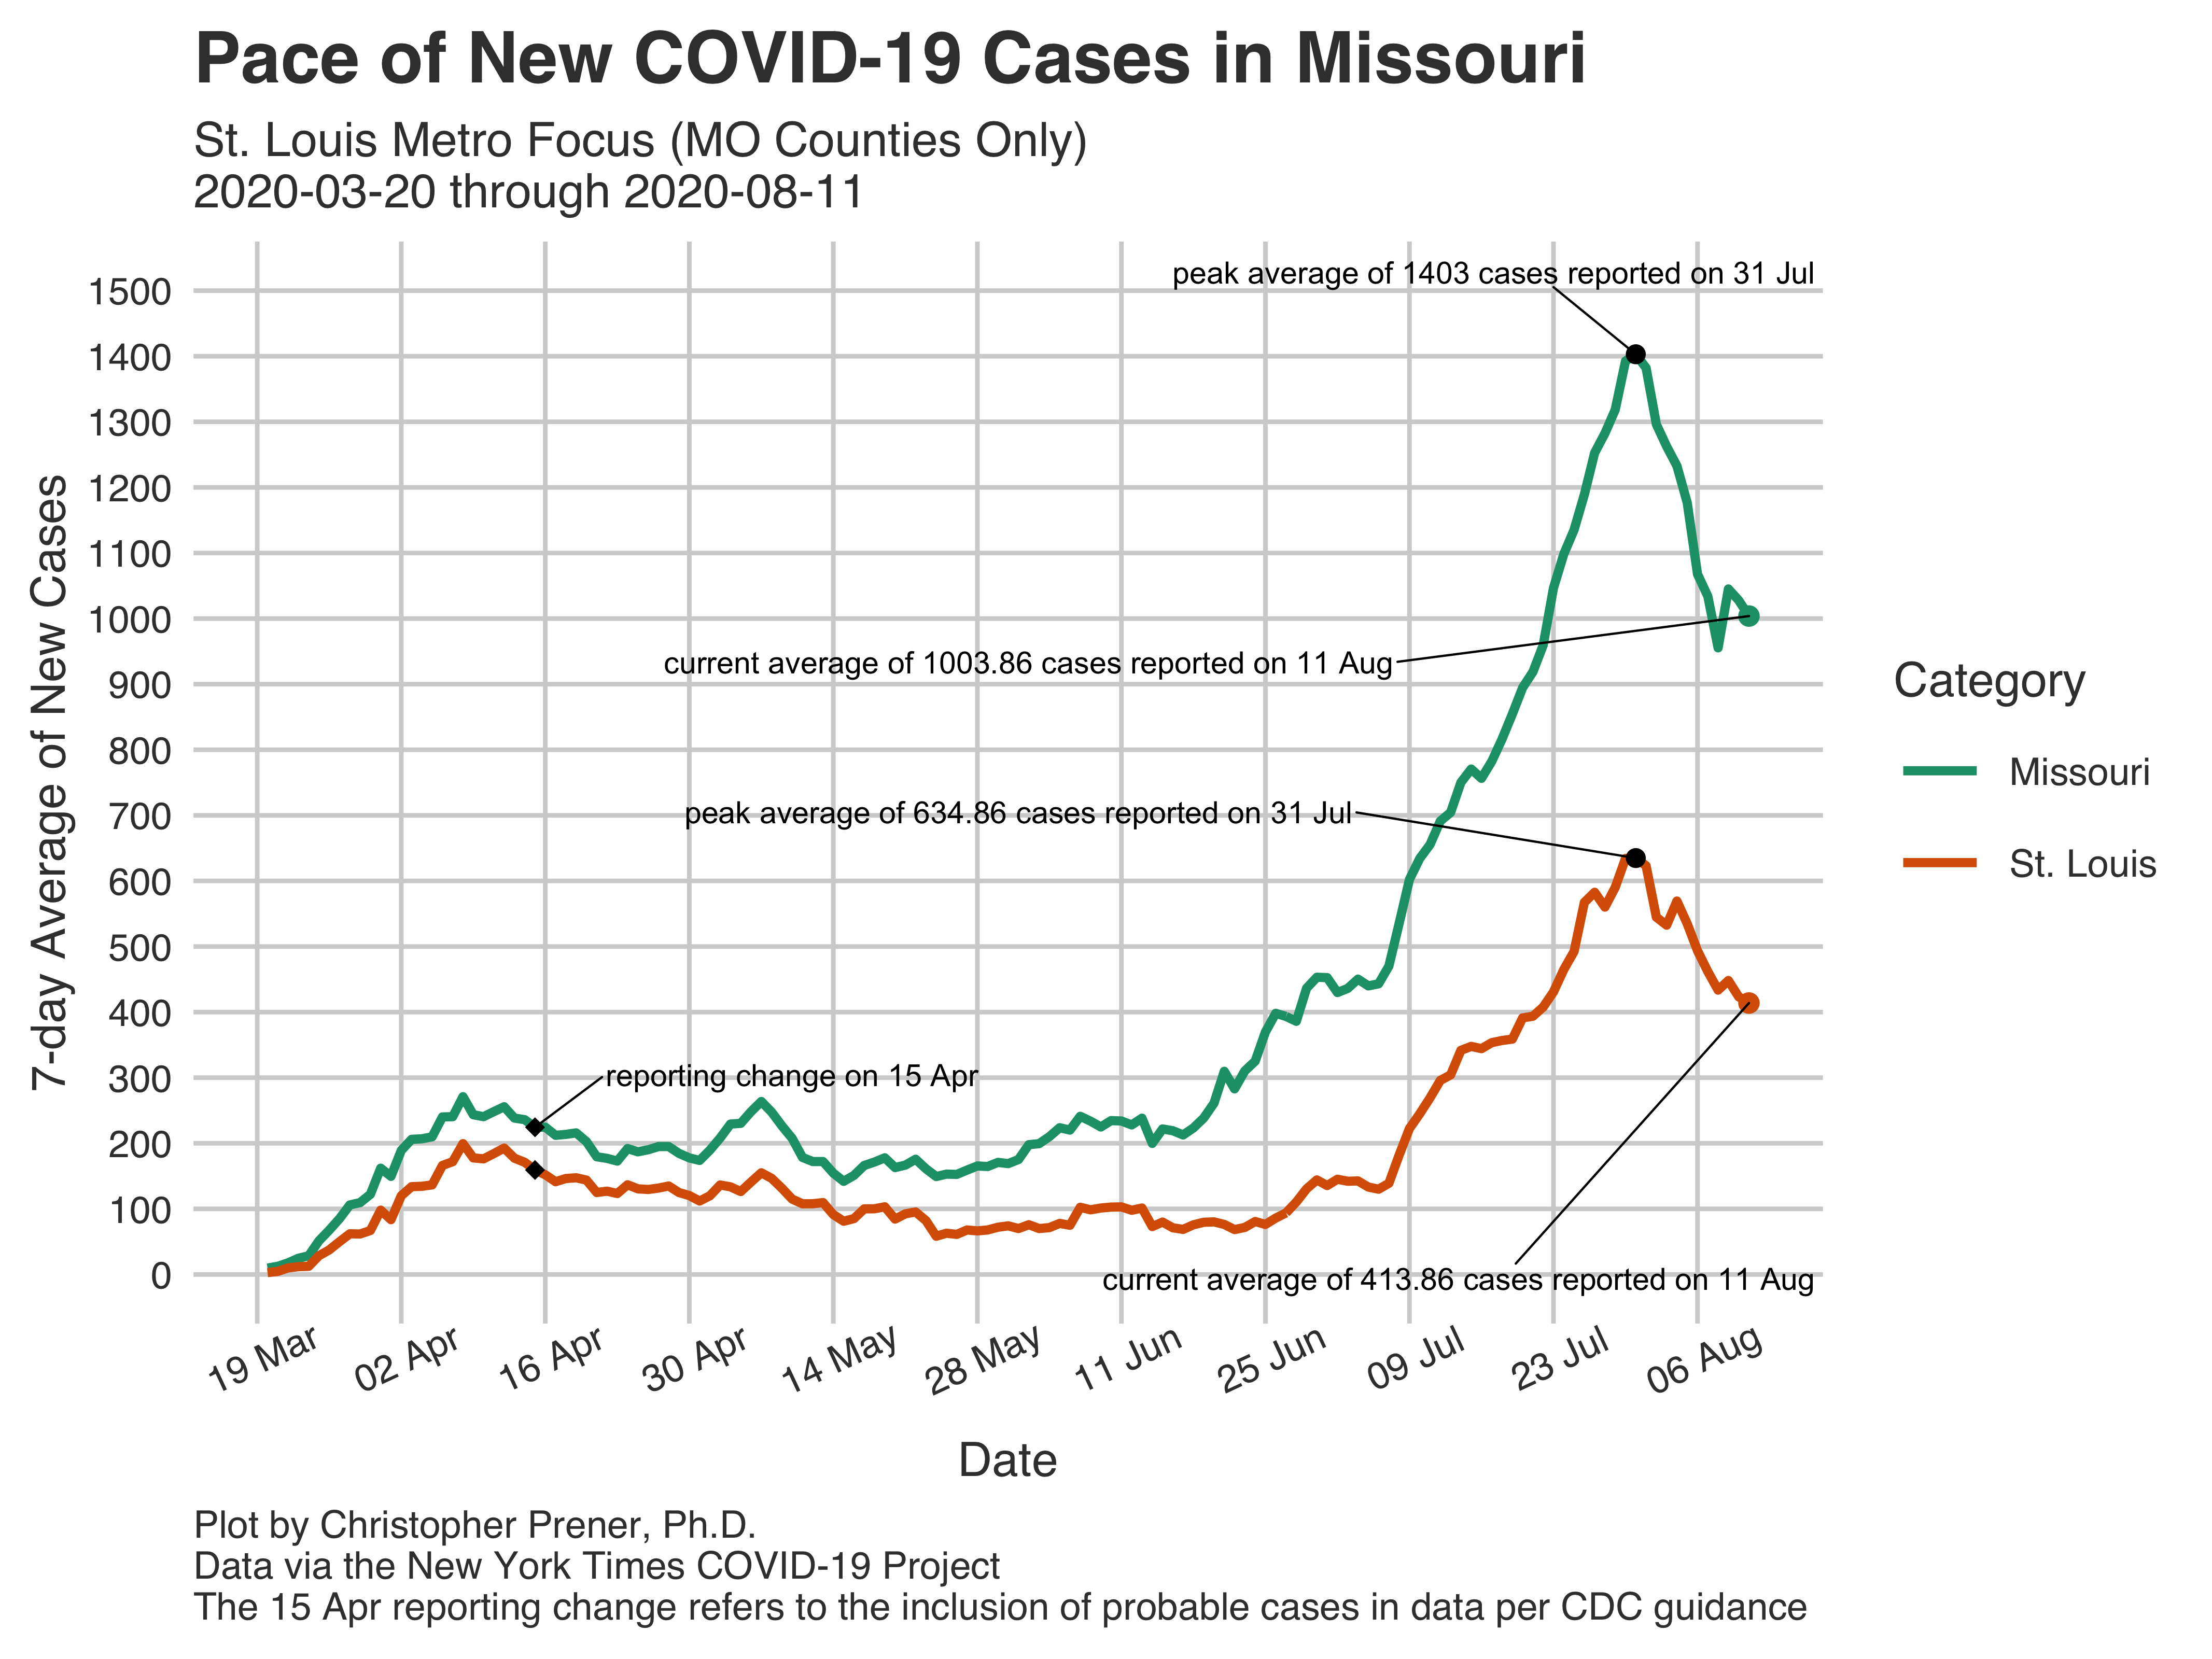 Pace of New COVID-19 Cases in Missouri
St. Louis Metro Focus (MO Counties Only)
2020-03-20 through 2020-08-11
7-day Average of New Cases
1500
1400
1300
1200
1100
1000
900
800
700
600
500
400
300
200
100
0
peak average of 1403 cases reported on 31 Jul
current average of 1003.86 cases reported on 11 Aug
peak average of 634.86 cases reported on 31 Jul
reporting change on 15 Apr
current average of 413.86 cases reported on 11 Aug
Category
Missouri
St. Louis
19 Mar
02 Apr
16 Apr
30 Apr
14 May
28 May
11 Jun
25 Jun
09 Jul
23 Jul
06 Aug
Date
Plot by Christopher Prener, Ph.D.
Data via the New York Times COVID-19 Project
The 15 Apr reporting change refers to the inclusion of probable cases in data per CDC guidance